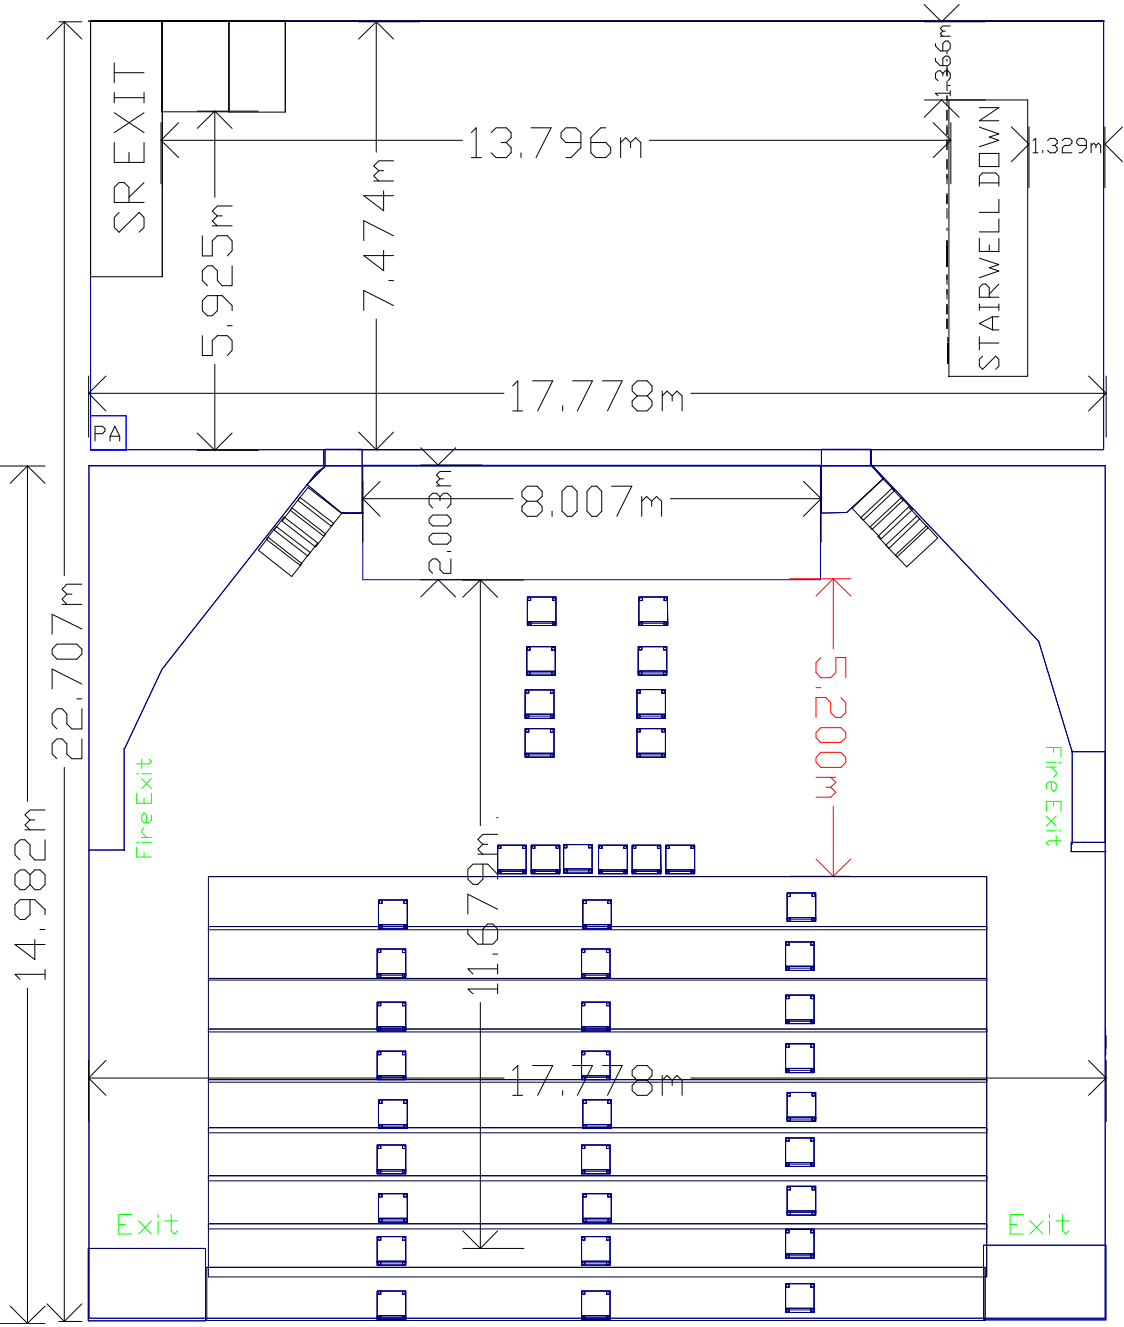 1.366m
SR EXIT
13.796m
STAIRWELL DOWN
1.329m
5.925m
7.474m
17.778m
PA
2.003m
8.007m
22.707m
5.200m
Fire Exit
Fire Exit
14.982m
11.679m.
17.778m
Exit
Exit